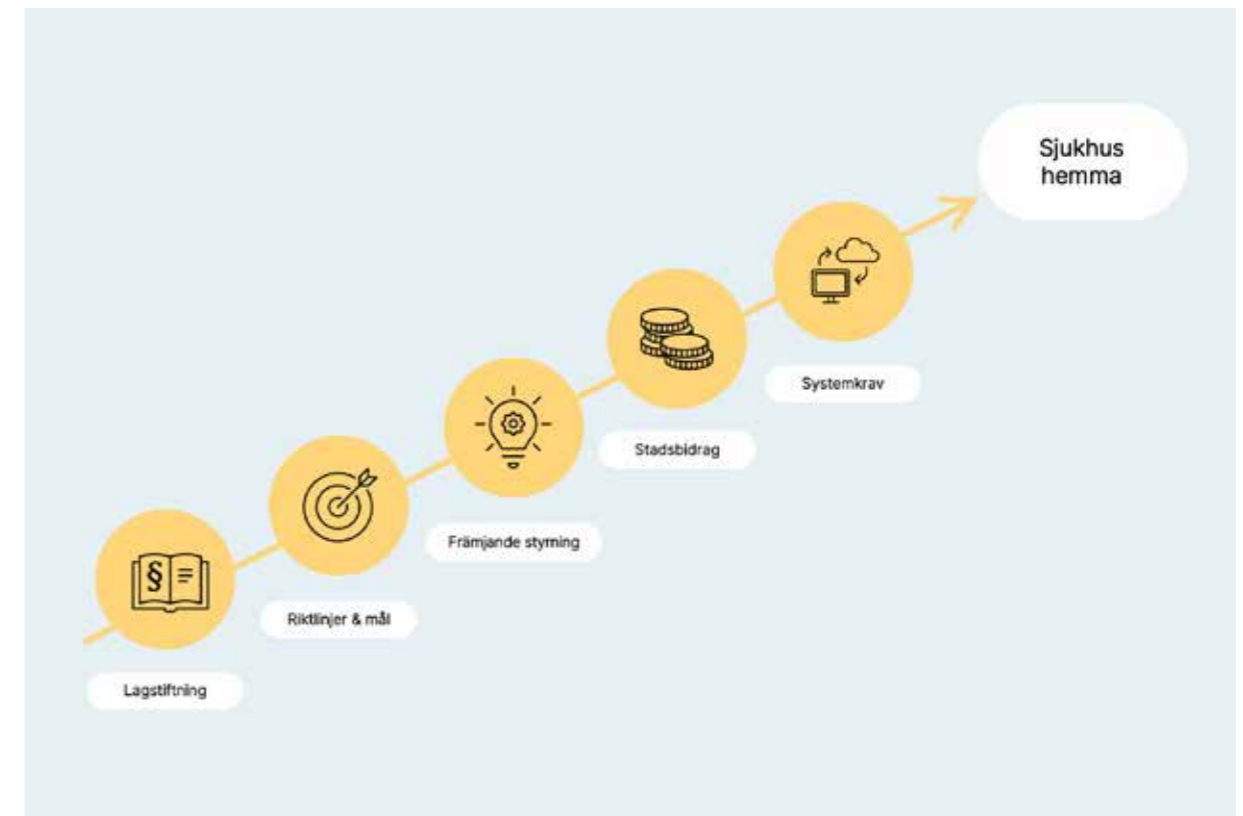 Sjukhus
hemma
Systemkrav
Stadsbidrag
Främjande styrning
Riktlinjer & mål
§
Lagstiftning